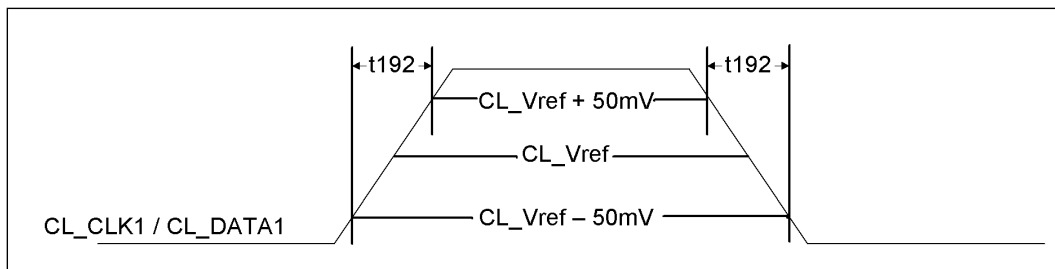 t192
t192
CL_Vref + 50mV
CL_Vref
CL_Vref – 50mV
CL_CLK1 / CL_DATA1